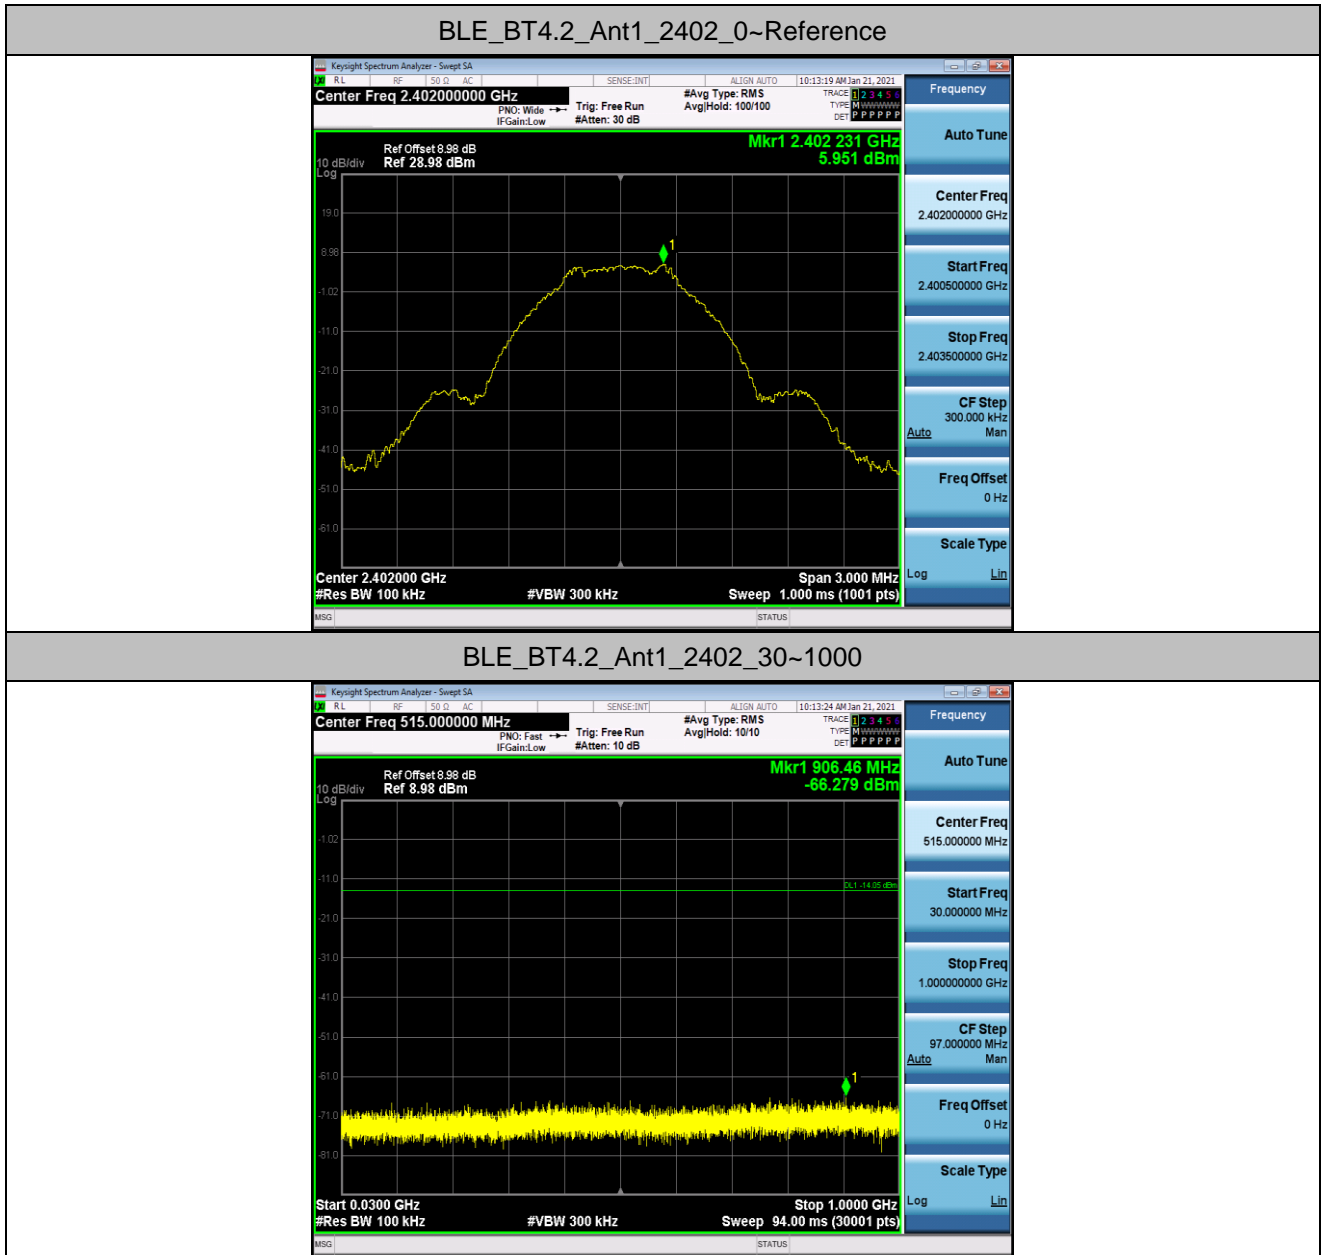 BLE_BT4.2_Ant1_2402_0~Reference
Keysight Spectrum Analyzer - Swept SA
RL RF 50 Ω AC SENSE:INT ALIGN AUTO 10:13:19 AM Jan 21, 2021
Center Freq 2.402000000 GHz
PNO: Wide
IFGain:Low
Trig: Free Run
#Atten: 30 dB
#Avg Type: RMS
Avg|Hold: 100/100
TRACE 1 2 3 4 5 6
TYPE M
DET P P P P P P
Frequency
Mkr1 2.402 231 GHz
5.951 dBm
Ref Offset 8.98 dB
10 dB/div Ref 28.98 dBm
Log
19.0
8.98
-1.02
-11.0
-21.0
-31.0
-41.0
-51.0
-61.0
1
Center 2.402000 GHz Span 3.000 MHz
#Res BW 100 kHz #VBW 300 kHz Sweep 1.000 ms (1001 pts)
MSG STATUS
Auto Tune
Center Freq
2.402000000 GHz
Start Freq
2.400500000 GHz
Stop Freq
2.403500000 GHz
CF Step
300.000 kHz
Auto Man
Freq Offset
0 Hz
Scale Type
Log Lin
BLE_BT4.2_Ant1_2402_30~1000
Keysight Spectrum Analyzer - Swept SA
RL RF 50 Ω AC SENSE:INT ALIGN AUTO 10:13:24 AM Jan 21, 2021
Center Freq 515.000000 MHz
PNO: Fast
IFGain:Low
Trig: Free Run
#Atten: 10 dB
#Avg Type: RMS
Avg|Hold: 10/10
TRACE 1 2 3 4 5 6
TYPE M
DET P P P P P P
Frequency
Mkr1 906.46 MHz
-66.279 dBm
Ref Offset 8.98 dB
10 dB/div Ref 8.98 dBm
Log
-1.02
-11.0
-21.0
-31.0
-41.0
-51.0
-61.0
-71.0
-81.0
DL1 -14.05 dBm
1
Start 0.0300 GHz Stop 1.0000 GHz
#Res BW 100 kHz #VBW 300 kHz Sweep 94.00 ms (30001 pts)
MSG STATUS
Auto Tune
Center Freq
515.000000 MHz
Start Freq
30.000000 MHz
Stop Freq
1.000000000 GHz
CF Step
97.000000 MHz
Auto Man
Freq Offset
0 Hz
Scale Type
Log Lin